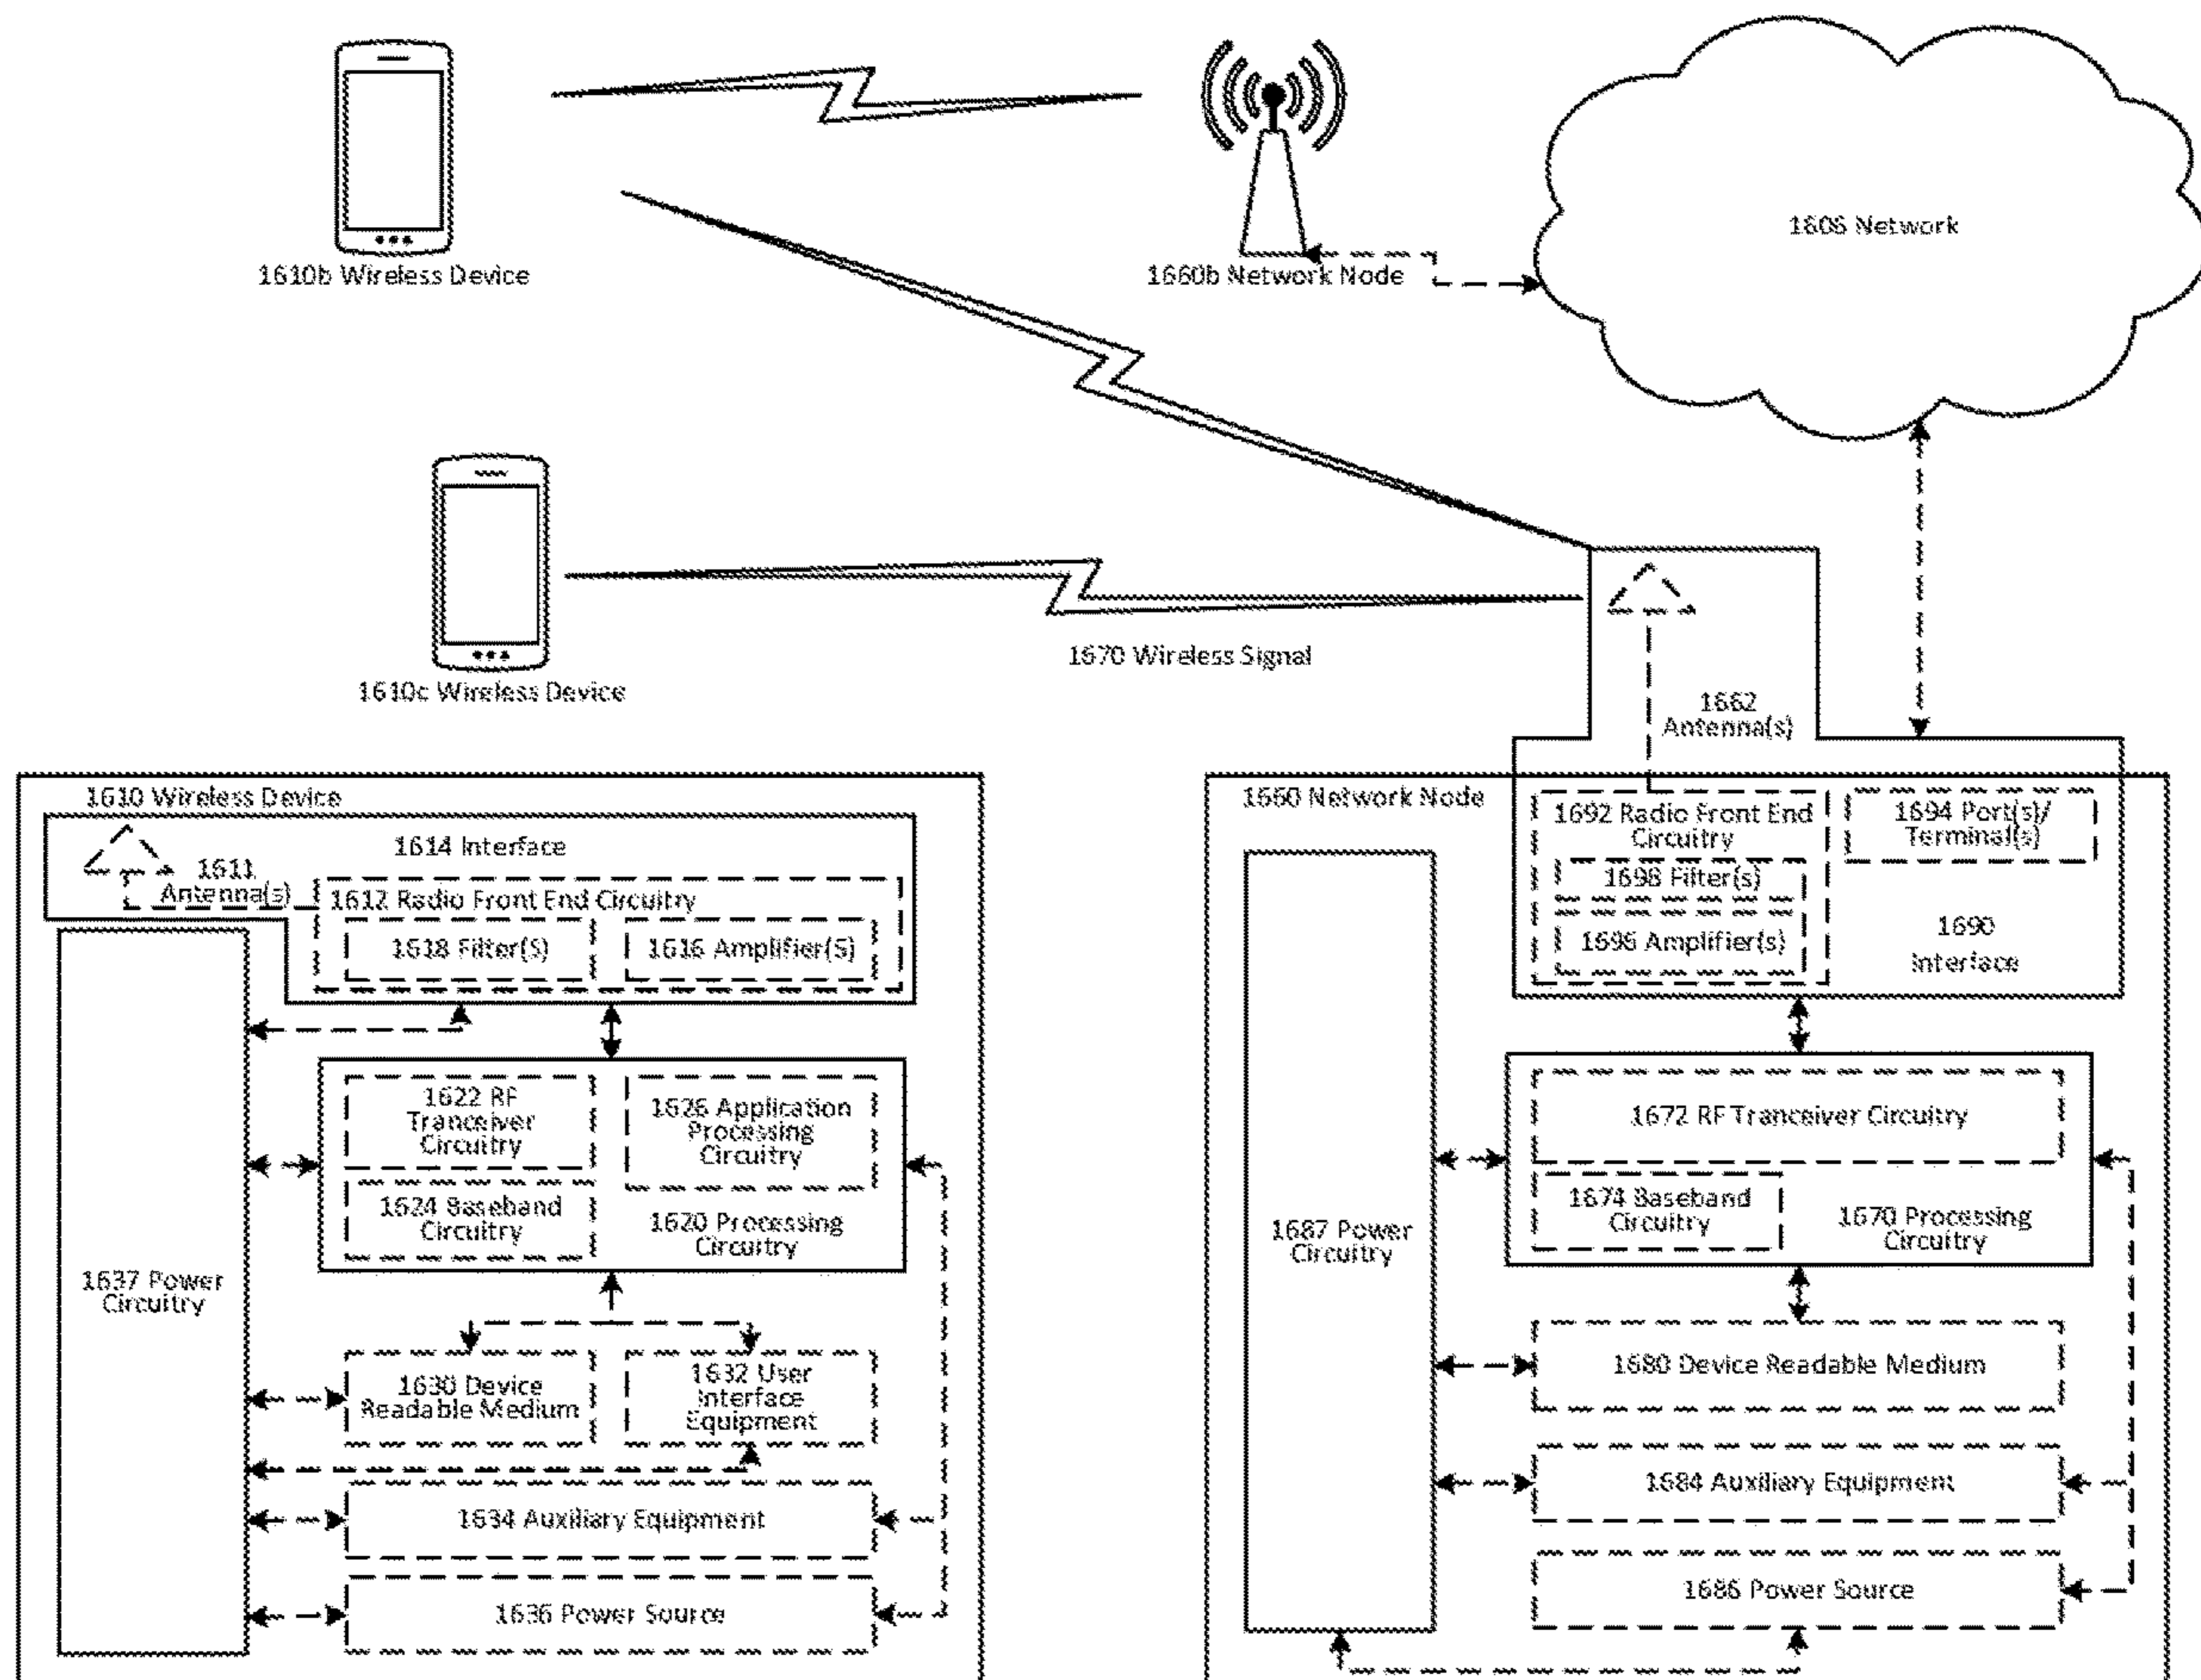 1606 Network
1610b Wireless Device
1660b Network Node
1670 Wireless Signal
1610c Wireless Device
1662
Antenna(s)
1610 Wireless Device
1614 Interface
1611
Antenna(s)
1612 Radio Front End Circuitry
1618 Filter(S)
1616 Amplifier(S)
1622 RF
Tranceiver
Circuitry
1626 Application
Processing
Circuitry
1624 Baseband
Circuitry
1620 Processing
Circuitry
1637 Power
Circuitry
1630 Device
Readable Medium
1632 User
Interface
Equipment
1634 Auxiliary Equipment
1636 Power Source
1660 Network Node
1692 Radio Front End
Circuitry
1694 Port(s)/
Terminal(s)
1698 Filter(s)
1696 Amplifier(s)
1690
Interface
1672 RF Tranceiver Circuitry
1674 Baseband
Circuitry
1670 Processing
Circuitry
1687 Power
Circuitry
1680 Device Readable Medium
1684 Auxiliary Equipment
1686 Power Source